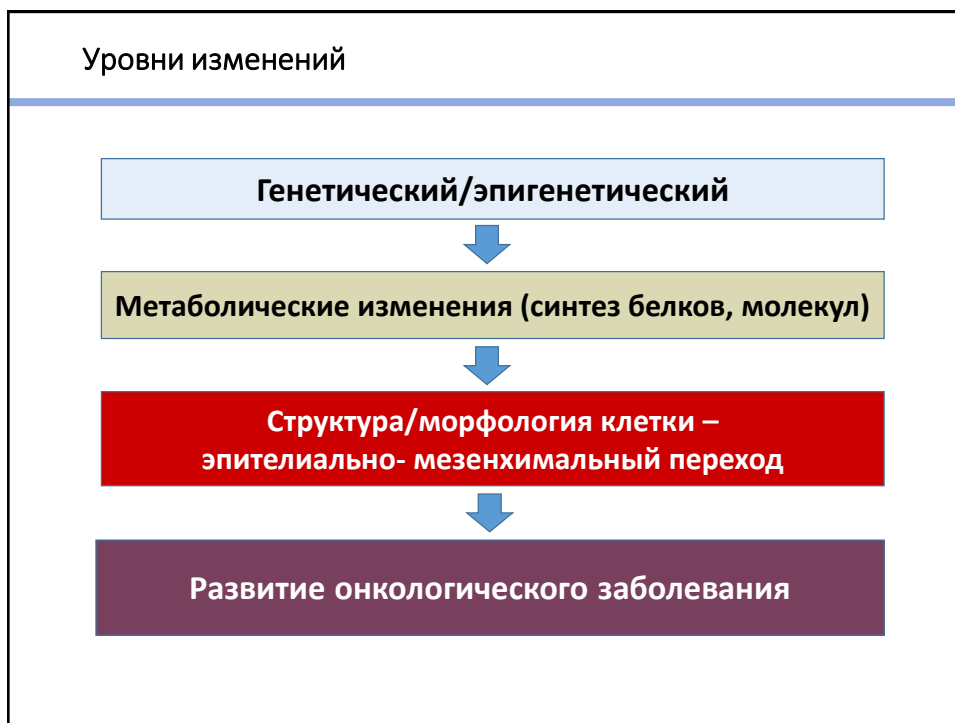 Уровни изменений
Генетический/эпигенетический
Метаболические изменения (синтез белков, молекул)
Структура/морфология клетки –
эпителиально- мезенхимальный переход
Развитие онкологического заболевания